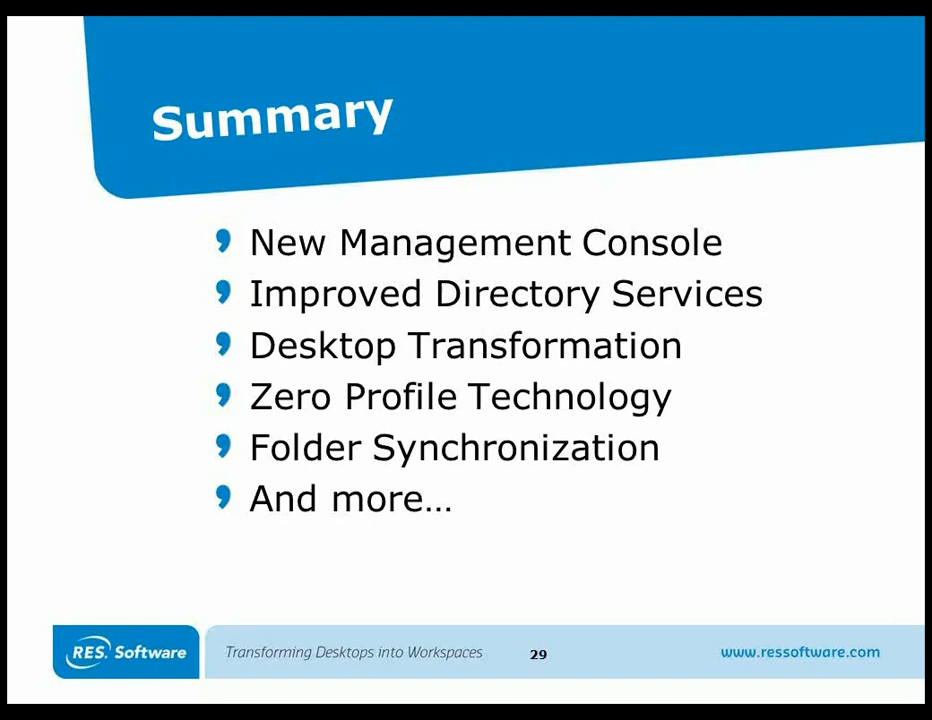 Summary
New Management Console
Improved Directory Services
Desktop Transformation
Zero Profile Technology
Folder Synchronization
And more…
RES. Software
Transforming Desktops into Workspaces
29
www.ressoftware.com